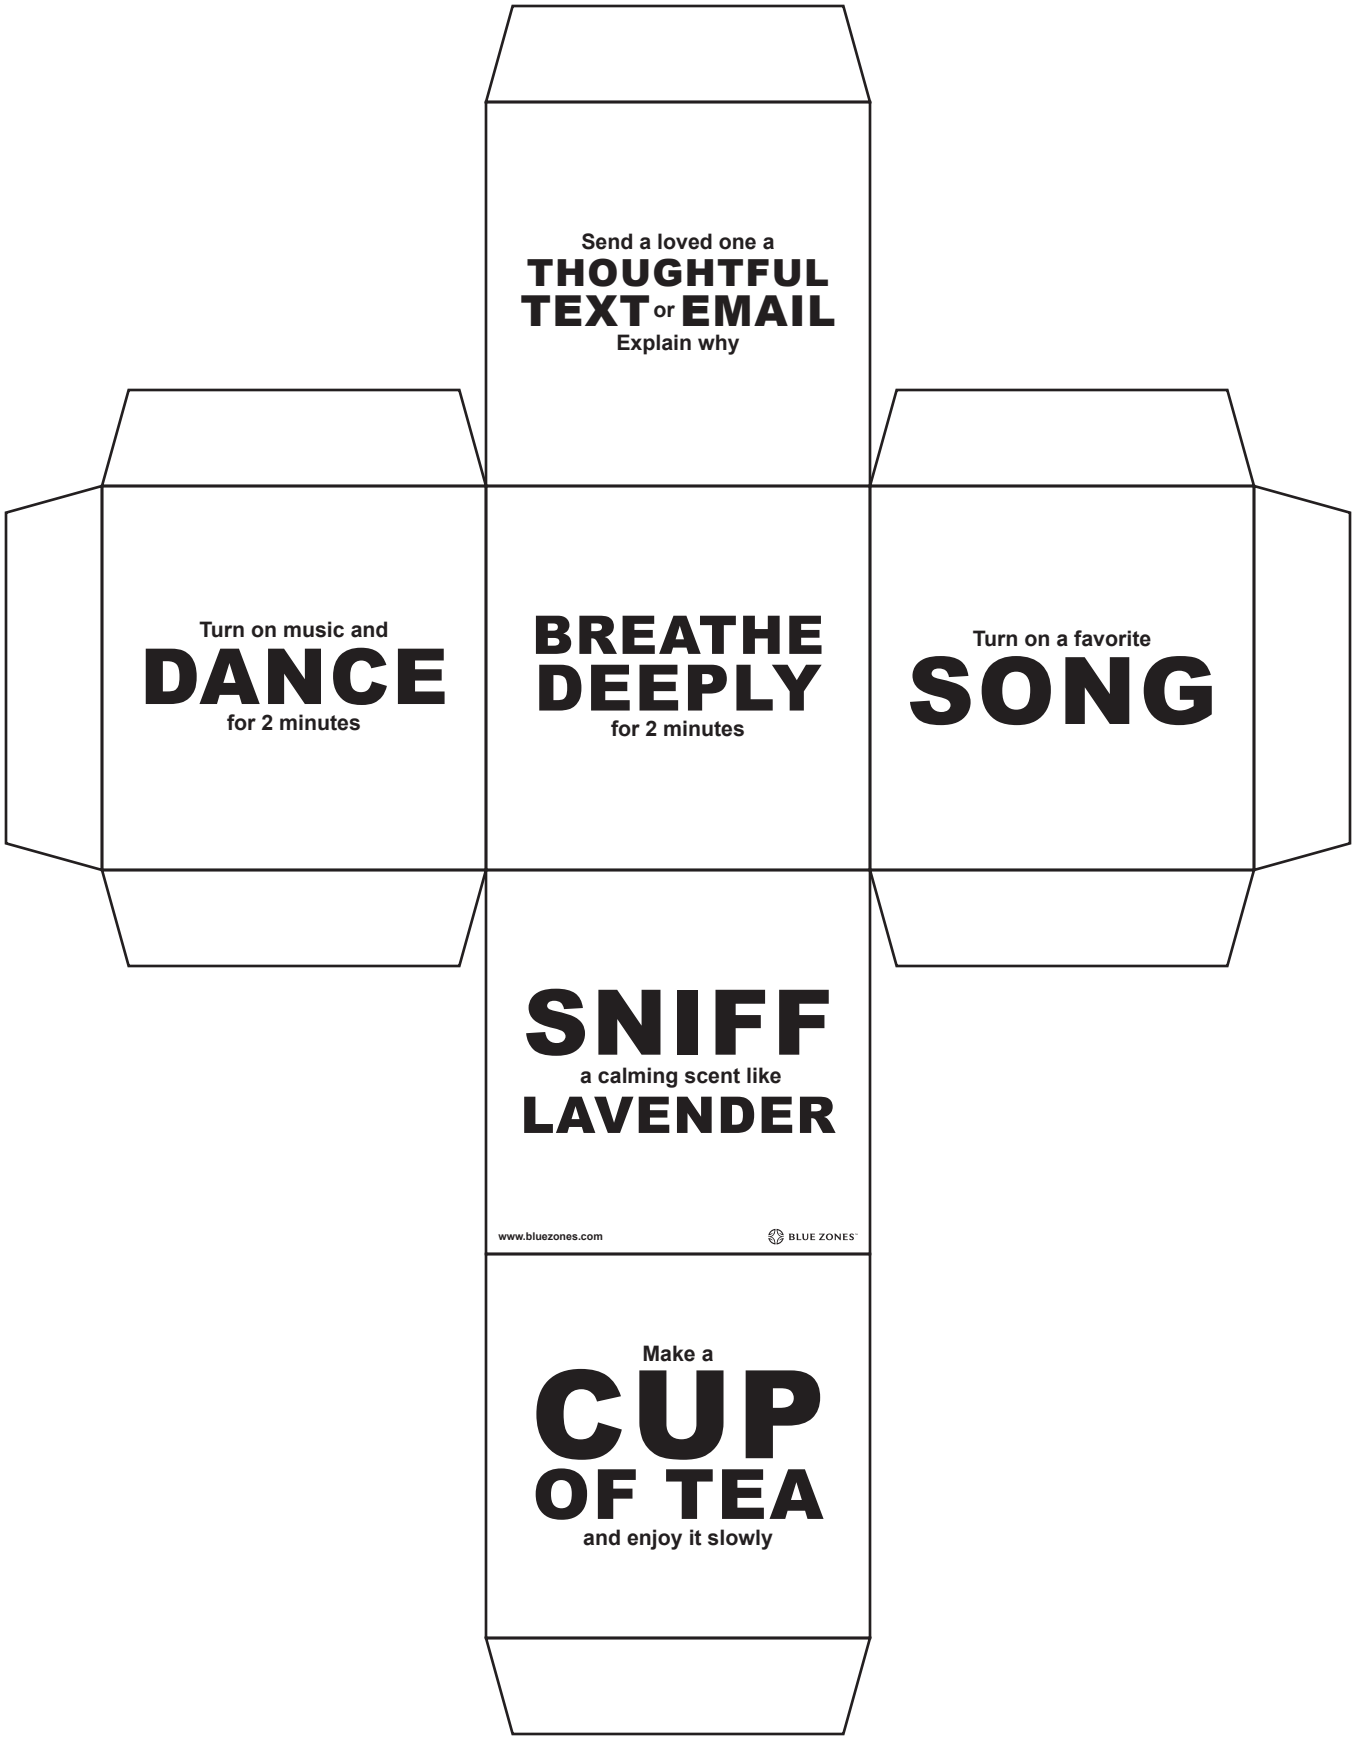 Send a loved one a
THOUGHTFUL
TEXT or EMAIL
Explain why
Turn on music and
DANCE
for 2 minutes
BREATHE
DEEPLY
for 2 minutes
Turn on a favorite
SONG
SNIFF
a calming scent like
LAVENDER
www.bluezones.com
BLUE ZONES™
Make a
CUP
OF TEA
and enjoy it slowly